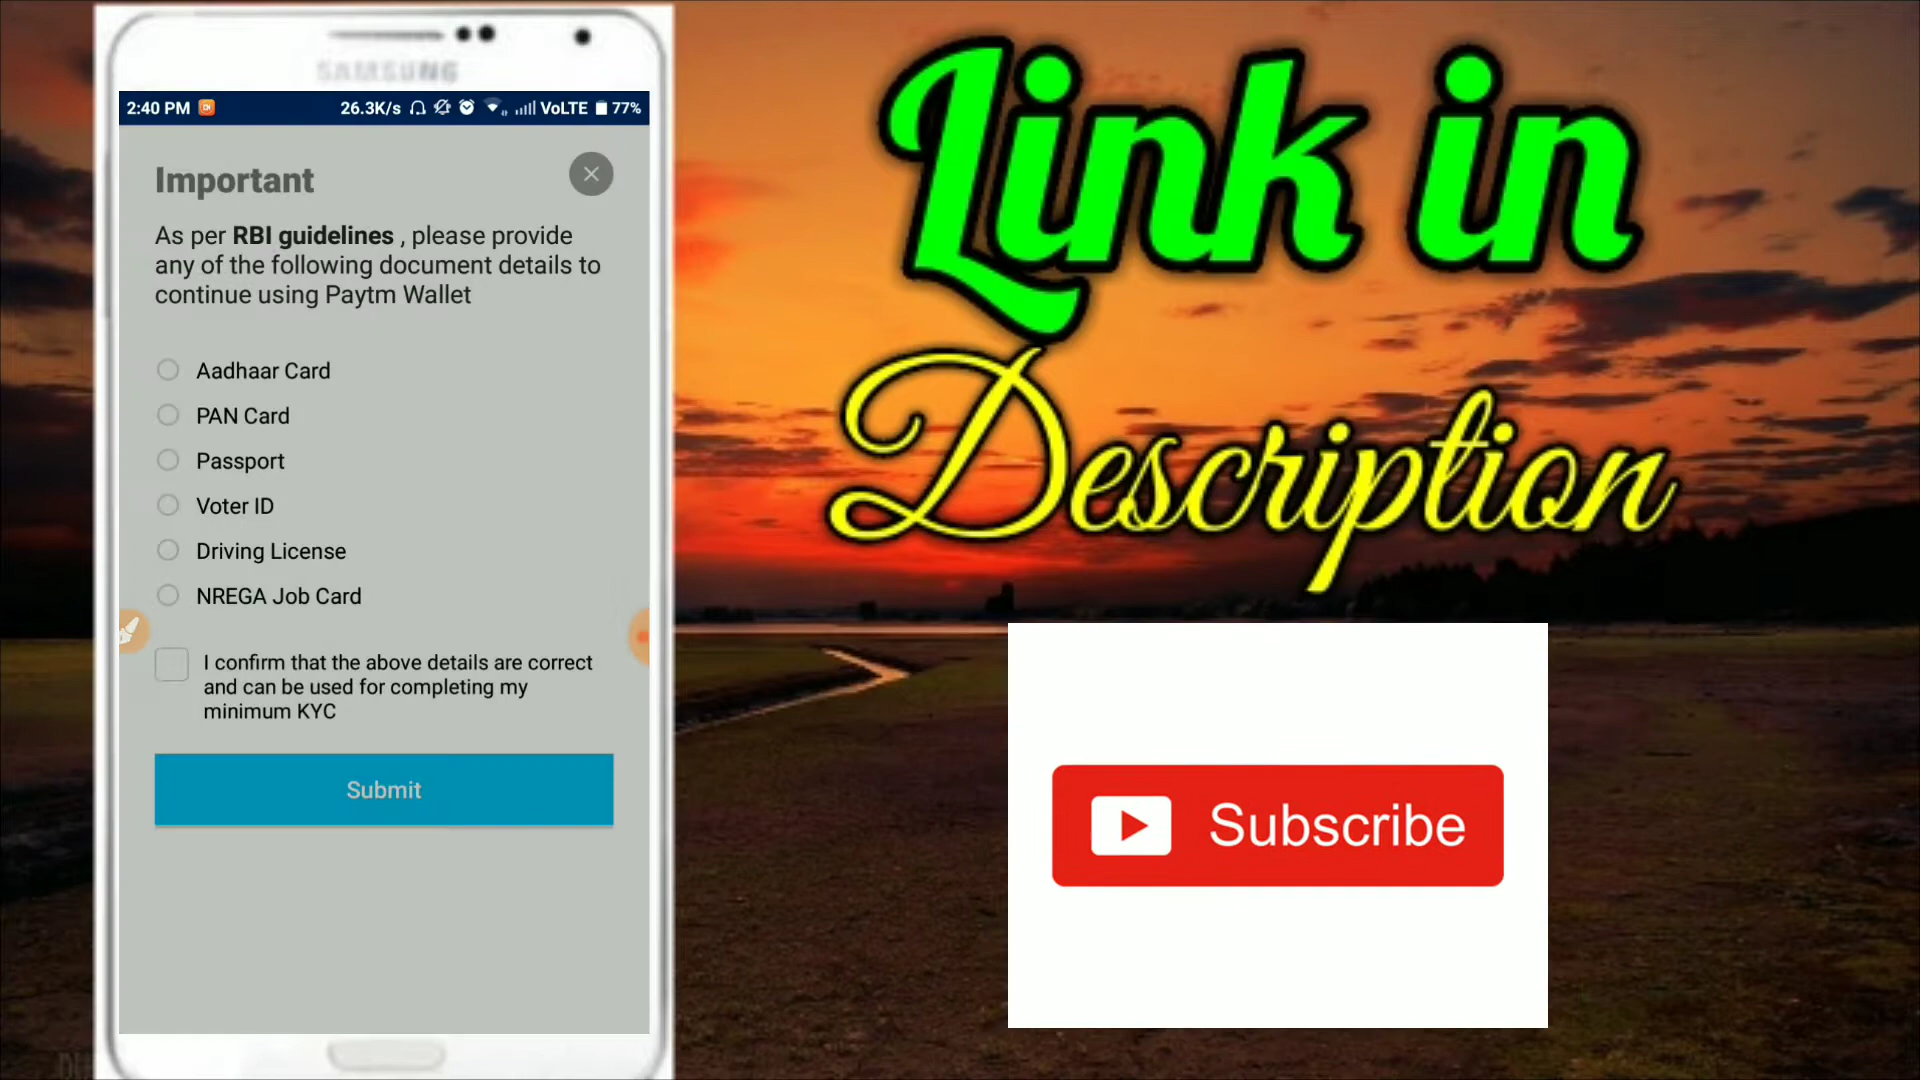 SAMSUNG
2:40 PM 26.3K/s VoLTE 77%
Important
As per RBI guidelines , please provide
any of the following document details to
continue using Paytm Wallet
Aadhaar Card
PAN Card
Passport
Voter ID
Driving License
NREGA Job Card
I confirm that the above details are correct
and can be used for completing my
minimum KYC
Submit
Link in
Description
Subscribe